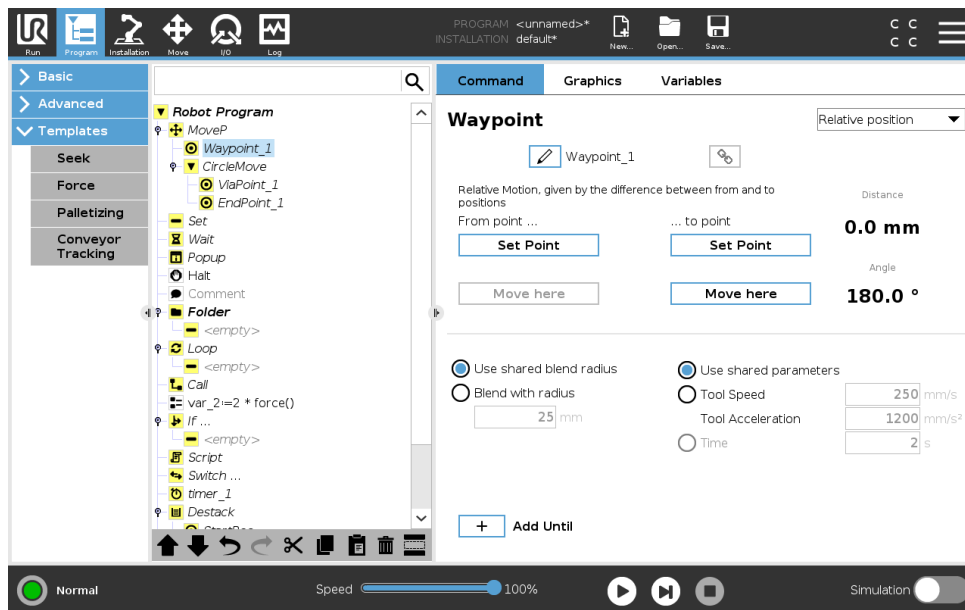 PROGRAM <unnamed>*
INSTALLATION default*
Run
Program
Installation
Move
I/O
Log
New...
Open...
Save...
C C
C C
Basic
Advanced
Templates
Seek
Force
Palletizing
Conveyor
Tracking
Robot Program
MoveP
Waypoint_1
CircleMove
ViaPoint_1
EndPoint_1
Set
Wait
Popup
Halt
Comment
Folder
<empty>
Loop
<empty>
Call
var_2:=2 * force()
If ...
<empty>
Script
Switch ...
timer_1
Destack
Command Graphics Variables
Waypoint
Relative position
Waypoint_1
Relative Motion, given by the difference between from and to
positions
From point ... ... to point
Set Point Set Point
Move here Move here
Distance
0.0 mm
Angle
180.0 °
Use shared blend radius
Blend with radius
25 mm
Use shared parameters
Tool Speed 250 mm/s
Tool Acceleration 1200 mm/s²
Time 2 s
+ Add Until
Normal
Speed 100%
Simulation